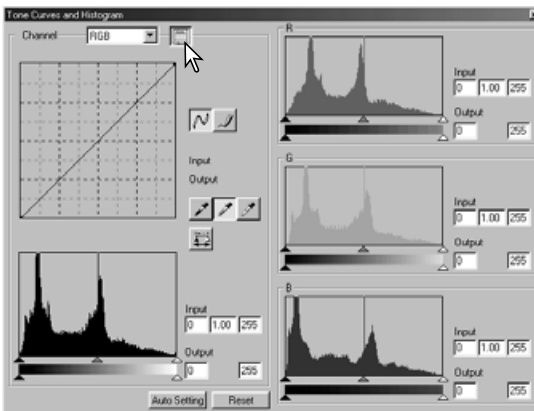 Tone Curves and Histogram
Channel RGB
Input
Output
Input
0 1.00 255
Output
0 255
Auto Setting Reset
R
Input
0 1.00 255
Output
0 255
G
Input
0 1.00 255
Output
0 255
B
Input
0 1.00 255
Output
0 255